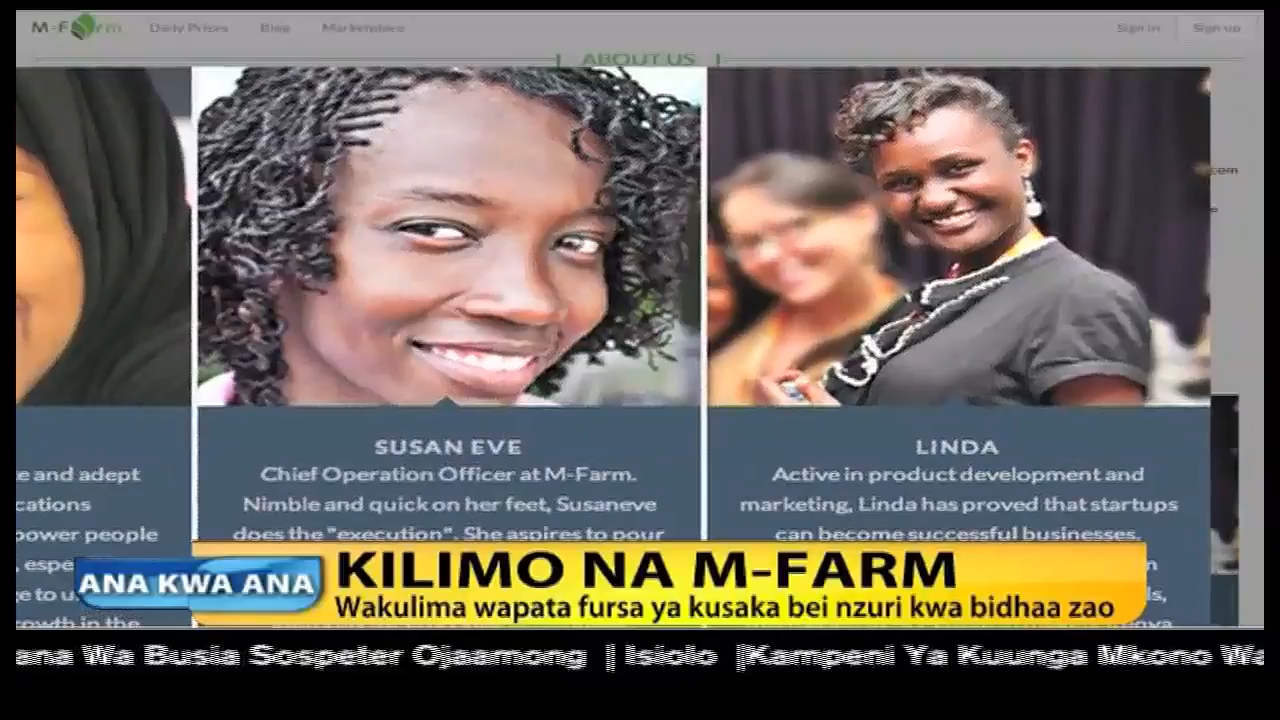 M-Farm Daily Prices Blog Marketplace Sign in Sign up
ABOUT US
com
SUSAN EVE
Chief Operation Officer at M-Farm.
Nimble and quick on her feet, Susaneve
does the "execution". She aspires to pour
LINDA
Active in product development and
marketing, Linda has proved that startups
can become successful businesses.
e and adept
cations
power people
ANA KWA ANA
KILIMO NA M-FARM
Wakulima wapata fursa ya kusaka bei nzuri kwa bidhaa zao
ana Wa Busia Sospeter Ojaamong || Isiolo ||Kampeni Ya Kuunga Mkono Wa